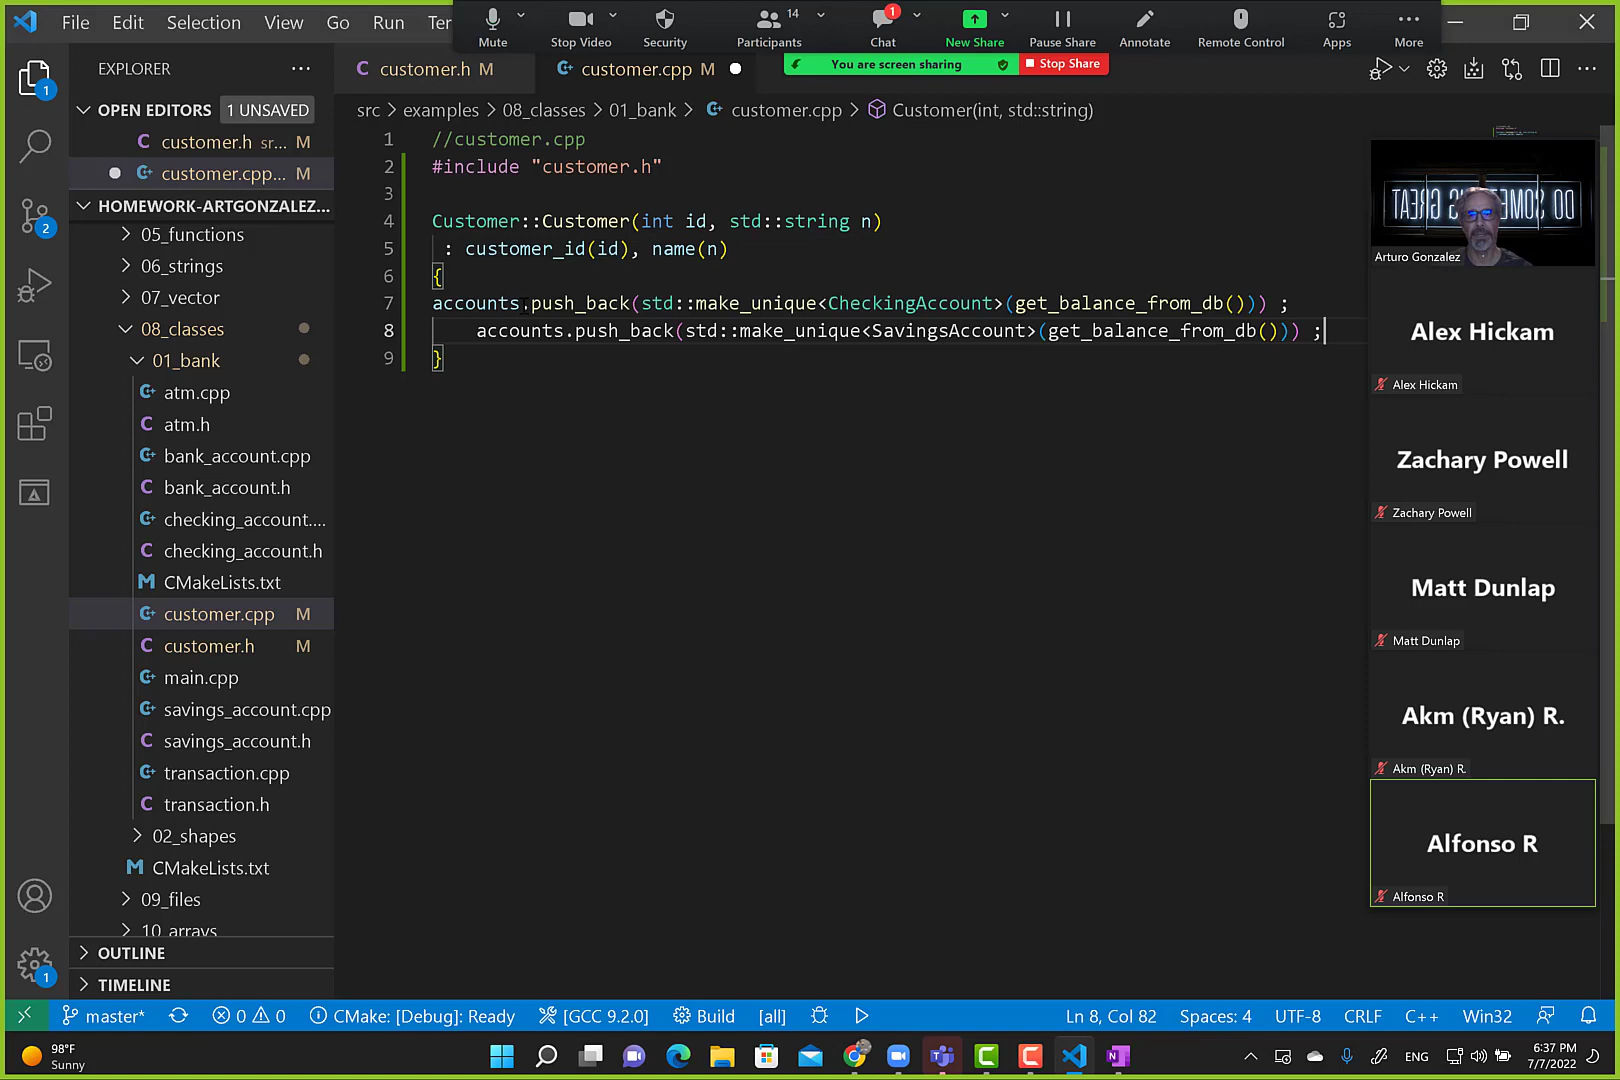 File Edit Selection View Go Run Ter
Mute
Stop Video
Security
Participants 14
Chat 1
New Share
Pause Share
Annotate
Remote Control
Apps
More
You are screen sharing
Stop Share
EXPLORER
customer.h M
customer.cpp M
OPEN EDITORS 1 UNSAVED
src > examples > 08_classes > 01_bank > customer.cpp > Customer(int, std::string)
customer.h sr... M
customer.cpp... M
HOMEWORK-ARTGONZALEZ...
05_functions
06_strings
07_vector
08_classes
01_bank
atm.cpp
atm.h
bank_account.cpp
bank_account.h
checking_account....
checking_account.h
CMakeLists.txt
customer.cpp M
customer.h M
main.cpp
savings_account.cpp
savings_account.h
transaction.cpp
transaction.h
02_shapes
CMakeLists.txt
09_files
10_arrays
OUTLINE
TIMELINE
1
2
1
1 //customer.cpp
2 #include "customer.h"
3
4 Customer::Customer(int id, std::string n)
5 : customer_id(id), name(n)
6 {
7 accounts.push_back(std::make_unique<CheckingAccount>(get_balance_from_db())) ;
8 accounts.push_back(std::make_unique<SavingsAccount>(get_balance_from_db())) ;
9 }
DO SOMETHING GREAT
Arturo Gonzalez
Alex Hickam
Alex Hickam
Zachary Powell
Zachary Powell
Matt Dunlap
Matt Dunlap
Akm (Ryan) R.
Akm (Ryan) R.
Alfonso R
Alfonso R
master* 0 0 CMake: [Debug]: Ready [GCC 9.2.0] Build [all]
Ln 8, Col 82 Spaces: 4 UTF-8 CRLF C++ Win32
98°F
Sunny
ENG
6:37 PM
7/7/2022